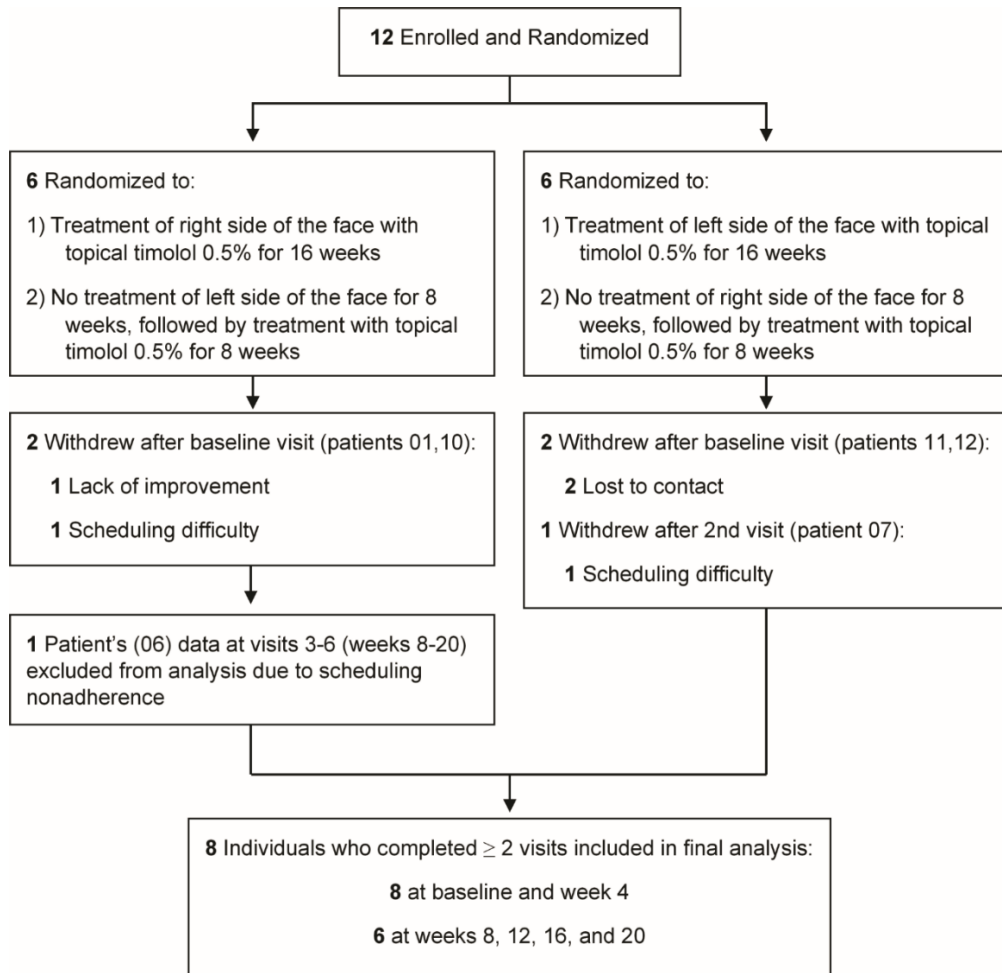 12 Enrolled and Randomized
6 Randomized to:
1) Treatment of right side of the face with
topical timolol 0.5% for 16 weeks
2) No treatment of left side of the face for 8
weeks, followed by treatment with topical
timolol 0.5% for 8 weeks
6 Randomized to:
1) Treatment of left side of the face with topical
timolol 0.5% for 16 weeks
2) No treatment of right side of the face for 8
weeks, followed by treatment with topical
timolol 0.5% for 8 weeks
2 Withdrew after baseline visit (patients 01,10):
1 Lack of improvement
1 Scheduling difficulty
2 Withdrew after baseline visit (patients 11,12):
2 Lost to contact
1 Withdrew after 2nd visit (patient 07):
1 Scheduling difficulty
1 Patient's (06) data at visits 3-6 (weeks 8-20)
excluded from analysis due to scheduling
nonadherence
8 Individuals who completed ≥ 2 visits included in final analysis:
8 at baseline and week 4
6 at weeks 8, 12, 16, and 20